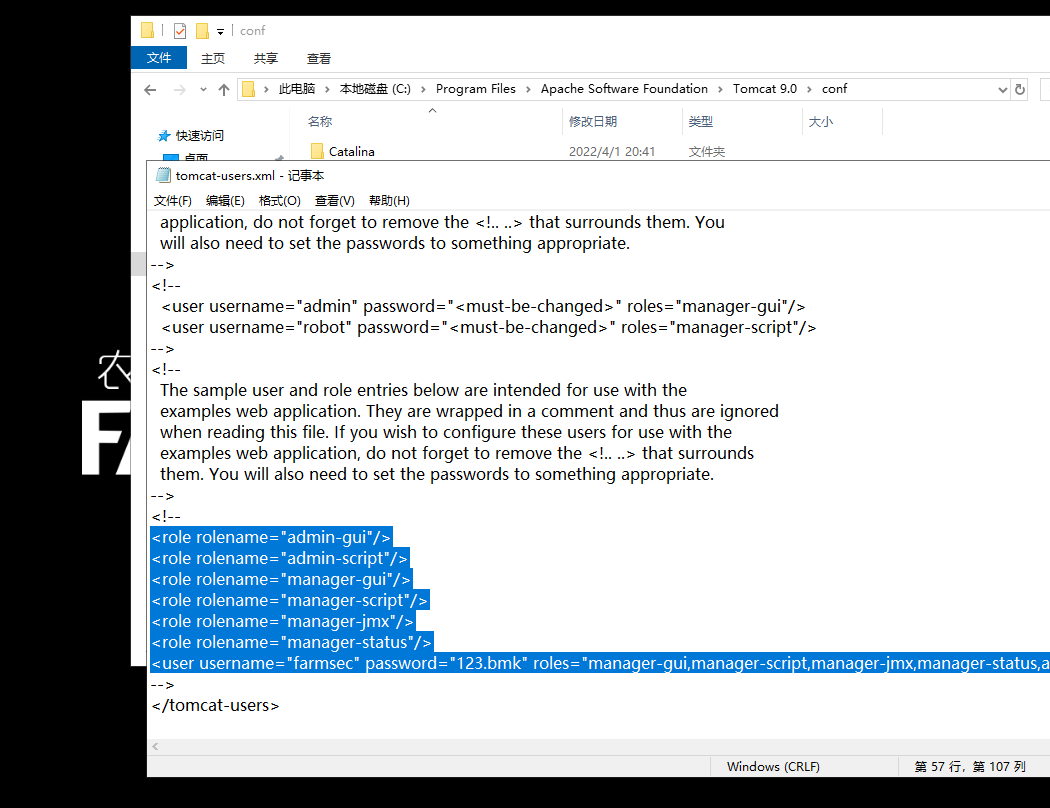 conf
文件 主页 共享 查看
此电脑 › 本地磁盘 (C:) › Program Files › Apache Software Foundation › Tomcat 9.0 › conf
名称 修改日期 类型 大小
快速访问
Catalina 2022/4/1 20:41 文件夹
桌面
tomcat-users.xml - 记事本
文件(F) 编辑(E) 格式(O) 查看(V) 帮助(H)
application, do not forget to remove the <!.. ..> that surrounds them. You
will also need to set the passwords to something appropriate.
-->
<!--
<user username="admin" password="<must-be-changed>" roles="manager-gui"/>
<user username="robot" password="<must-be-changed>" roles="manager-script"/>
-->
<!--
The sample user and role entries below are intended for use with the
examples web application. They are wrapped in a comment and thus are ignored
when reading this file. If you wish to configure these users for use with the
examples web application, do not forget to remove the <!.. ..> that surrounds
them. You will also need to set the passwords to something appropriate.
-->
<!--
<role rolename="admin-gui"/>
<role rolename="admin-script"/>
<role rolename="manager-gui"/>
<role rolename="manager-script"/>
<role rolename="manager-jmx"/>
<role rolename="manager-status"/>
<user username="farmsec" password="123.bmk" roles="manager-gui,manager-script,manager-jmx,manager-status,a
-->
</tomcat-users>
农
FA
Windows (CRLF) 第 57 行，第 107 列